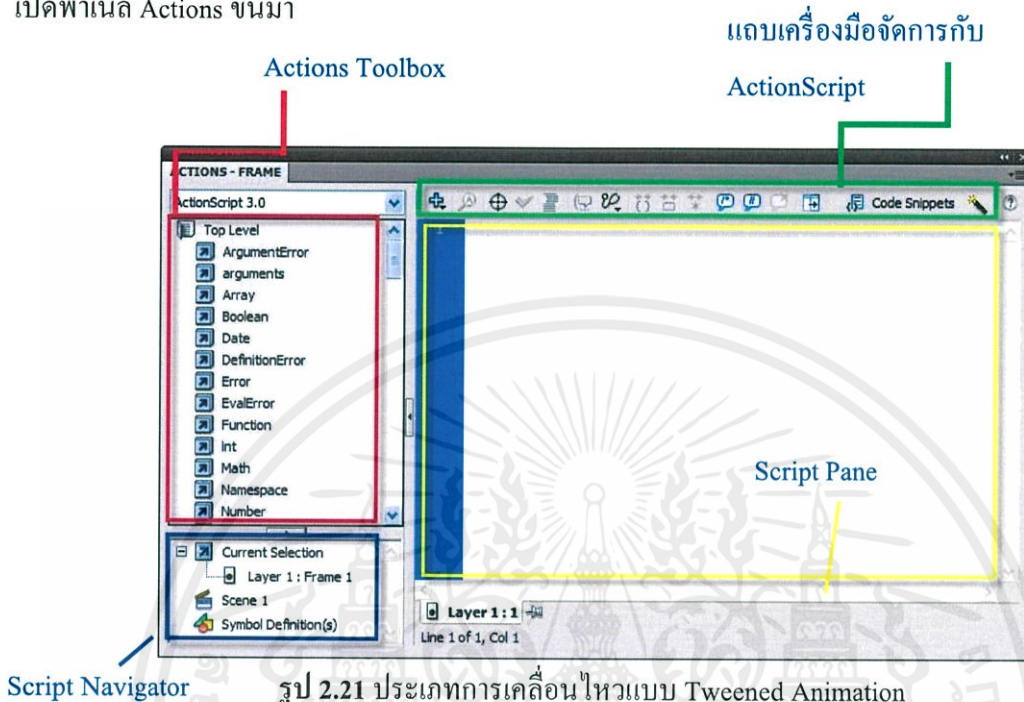 เปิดพาเนล Actions ขึ้นมา
แถบเครื่องมือจัดการกับ
ActionScript
Actions Toolbox
ACTIONS - FRAME
ActionScript 3.0
Code Snippets
1
Top Level
ArgumentError
arguments
Array
Boolean
Date
DefinitionError
Error
EvalError
Function
int
Math
Namespace
Number
Script Pane
Current Selection
Layer 1 : Frame 1
Scene 1
Symbol Definition(s)
Layer 1 : 1
Line 1 of 1, Col 1
Script Navigator
รูป 2.21 ประเภทการเคลื่อนไหวแบบ Tweened Animation